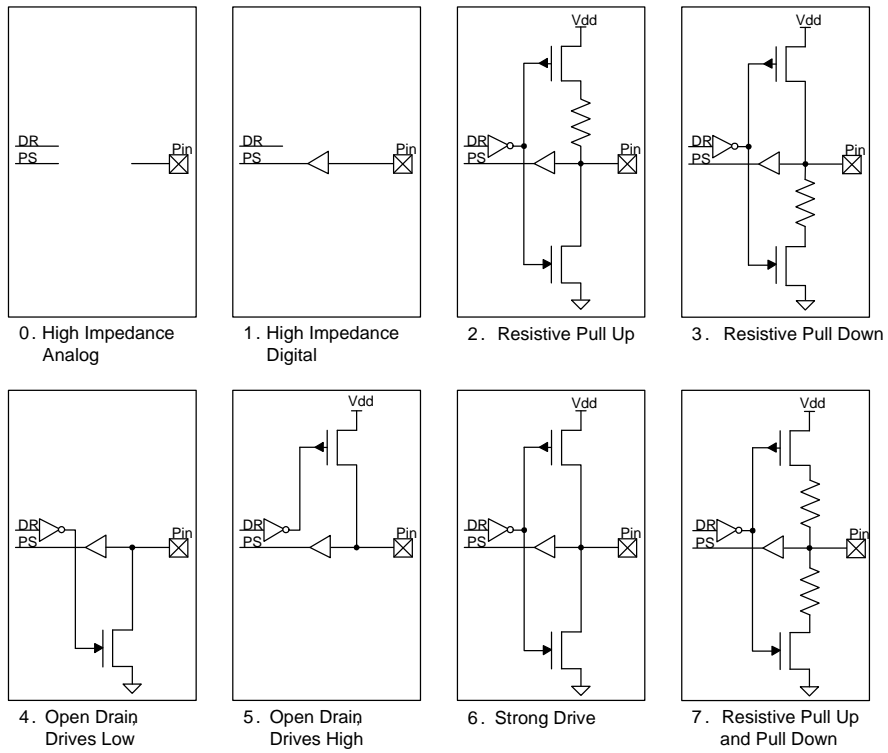 DR
PS
Pin
0. High Impedance
Analog
DR
PS
Pin
1. High Impedance
Digital
Vdd
DR
PS
Pin
2. Resistive Pull Up
Vdd
DR
PS
Pin
3. Resistive Pull Down
DR
PS
Pin
4. Open Drain,
Drives Low
Vdd
DR
PS
Pin
5. Open Drain,
Drives High
Vdd
DR
PS
Pin
6. Strong Drive
Vdd
DR
PS
Pin
7. Resistive Pull Up
and Pull Down